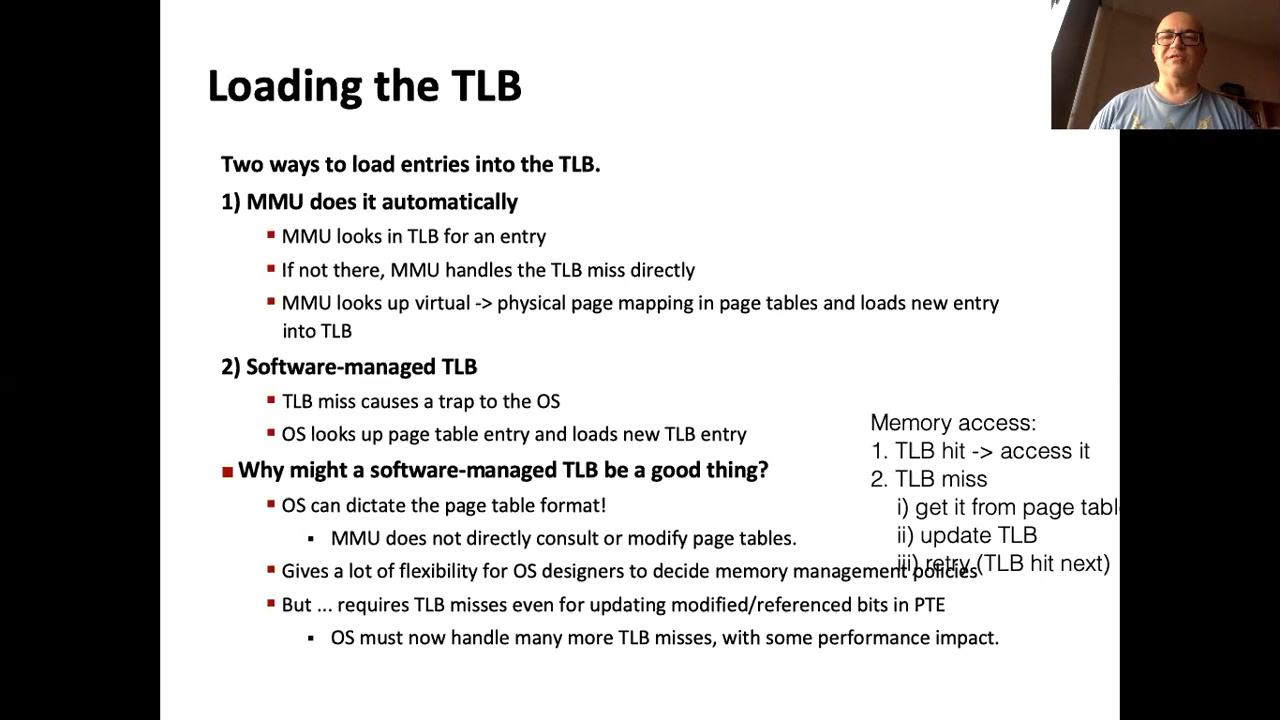 Loading the TLB
Two ways to load entries into the TLB.
1) MMU does it automatically
MMU looks in TLB for an entry
If not there, MMU handles the TLB miss directly
MMU looks up virtual -> physical page mapping in page tables and loads new entry
into TLB
2) Software-managed TLB
TLB miss causes a trap to the OS
OS looks up page table entry and loads new TLB entry
Why might a software-managed TLB be a good thing?
OS can dictate the page table format!
MMU does not directly consult or modify page tables.
Gives a lot of flexibility for OS designers to decide memory management policies
But ... requires TLB misses even for updating modified/referenced bits in PTE
OS must now handle many more TLB misses, with some performance impact.
Memory access:
1. TLB hit -> access it
2. TLB miss
i) get it from page tabl
ii) update TLB
iii) retry (TLB hit next)